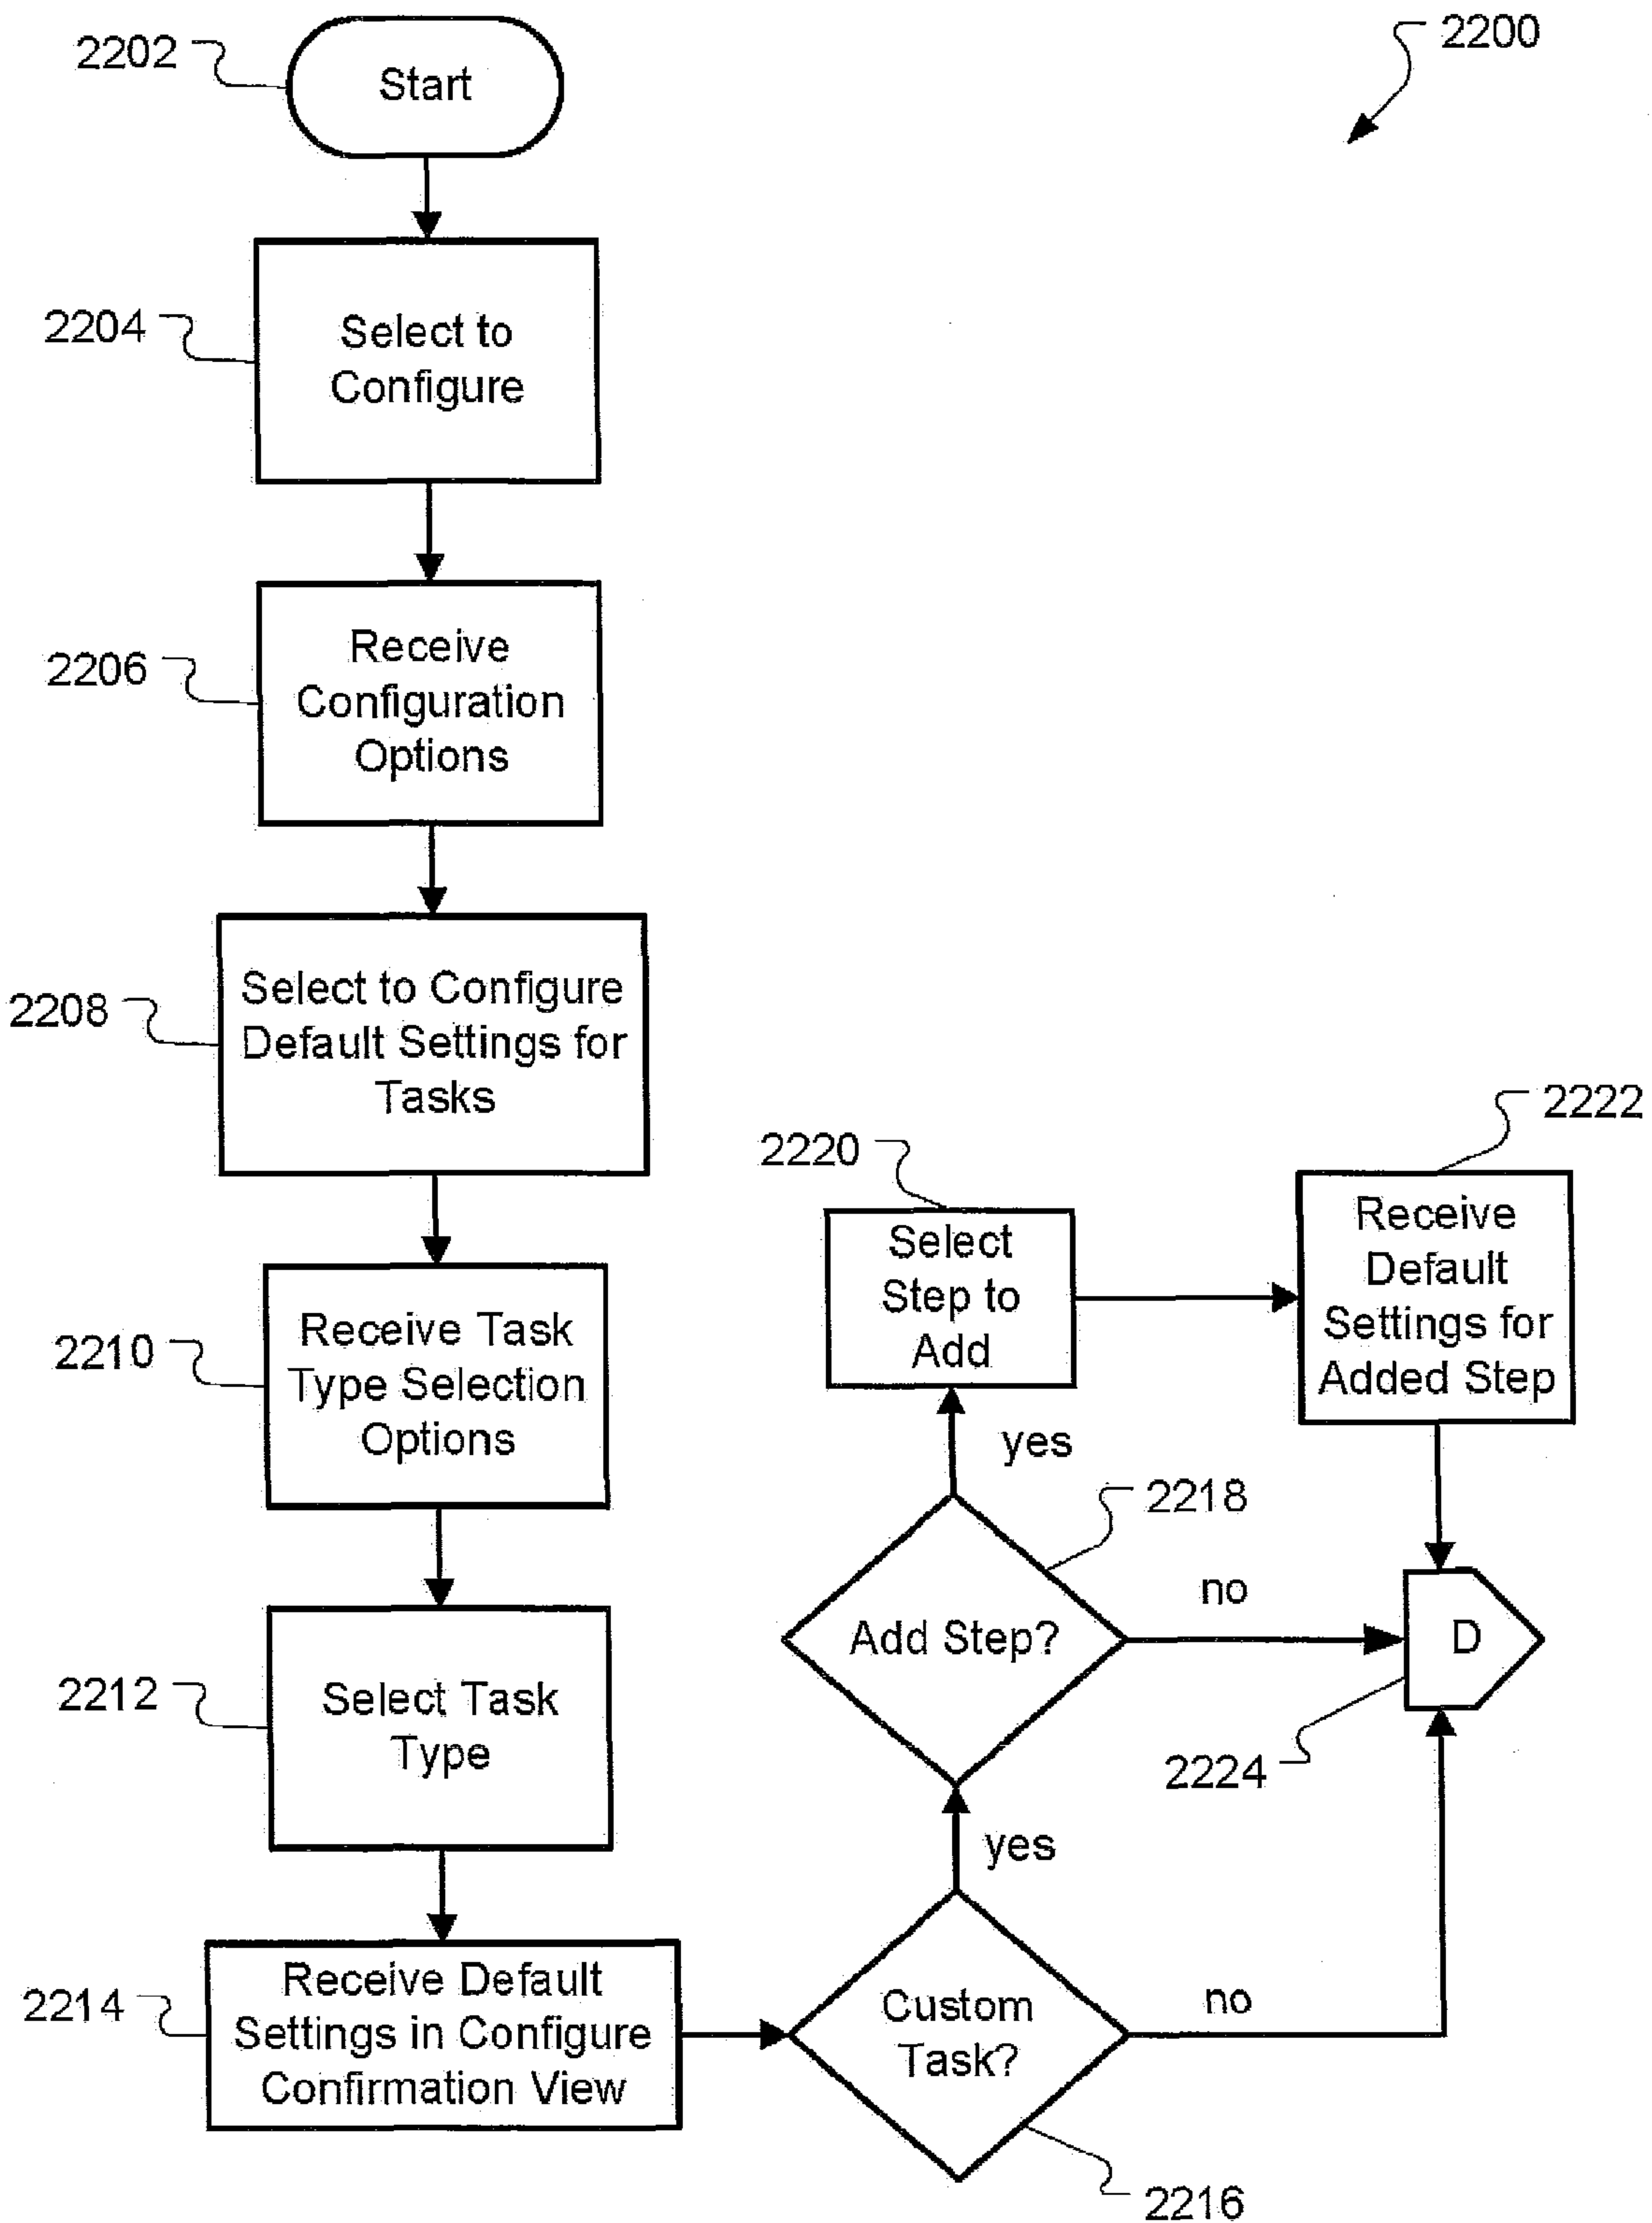 2200
2202
Start
2204
Select to
Configure
2206
Receive
Configuration
Options
2208
Select to Configure
Default Settings for
Tasks
2210
Receive Task
Type Selection
Options
2212
Select Task
Type
2214
Receive Default
Settings in Configure
Confirmation View
Custom
Task?
2216
yes
no
Add Step?
2218
yes
no
2220
Select
Step to
Add
2222
Receive
Default
Settings for
Added Step
D
2224